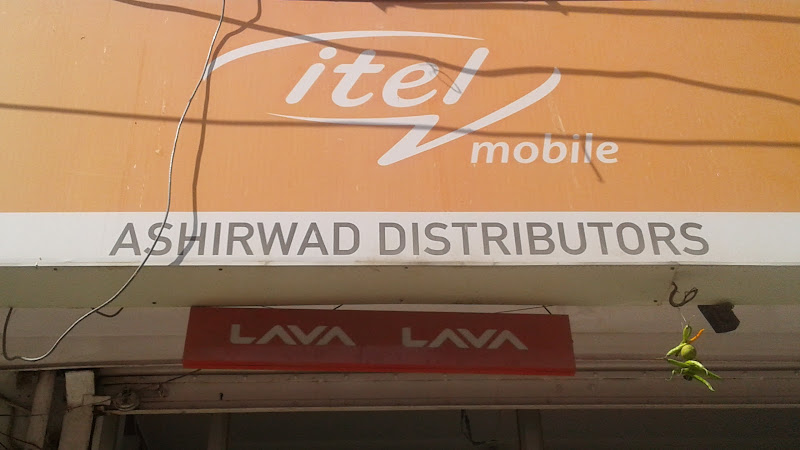 itel
mobile
ASHIRWAD DISTRIBUTORS
LAVA LAVA